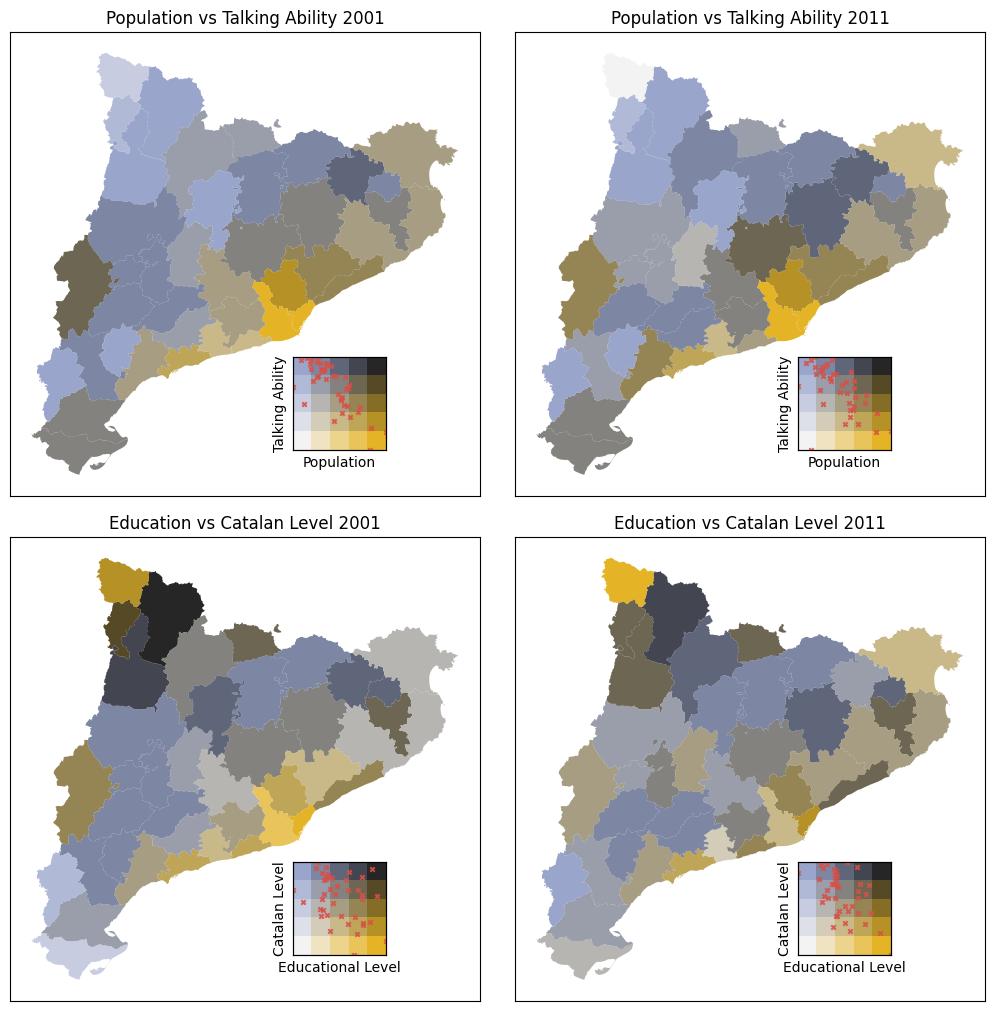 Population vs Talking Ability 2001
Population vs Talking Ability 2011
Talking Ability
Population
Talking Ability
Population
Education vs Catalan Level 2001
Education vs Catalan Level 2011
Catalan Level
Educational Level
Catalan Level
Educational Level